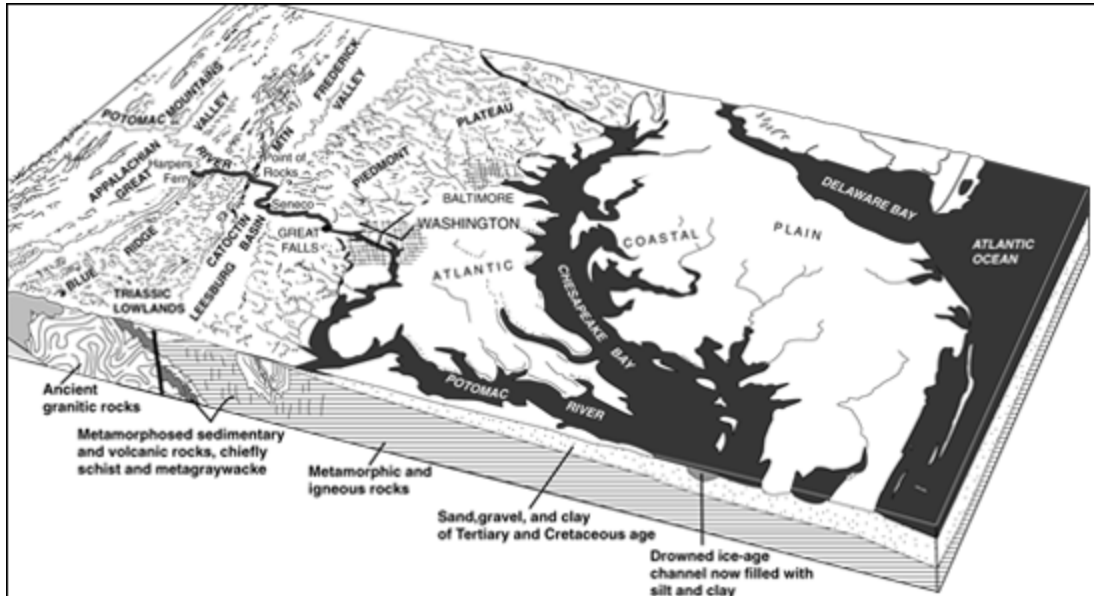 POTOMAC
RIVER
APPALACHIAN
MOUNTAINS
GREAT
VALLEY
FREDERICK
VALLEY
MTN
Point of
Rocks
Harpers
Ferry
BLUE
RIDGE
CATOCTIN
TRIASSIC
LOWLANDS
LEESBURG
BASIN
Seneco
GREAT
FALLS
PIEDMONT
PLATEAU
BALTIMORE
WASHINGTON
ATLANTIC
COASTAL
PLAIN
CHESAPEAKE
BAY
DELAWARE BAY
ATLANTIC
OCEAN
POTOMAC
RIVER
Ancient
granitic rocks
Metamorphosed sedimentary
and volcanic rocks, chiefly
schist and metagraywacke
Metamorphic and
igneous rocks
Sand,gravel, and clay
of Tertiary and Cretaceous age
Drowned ice-age
channel now filled with
silt and clay